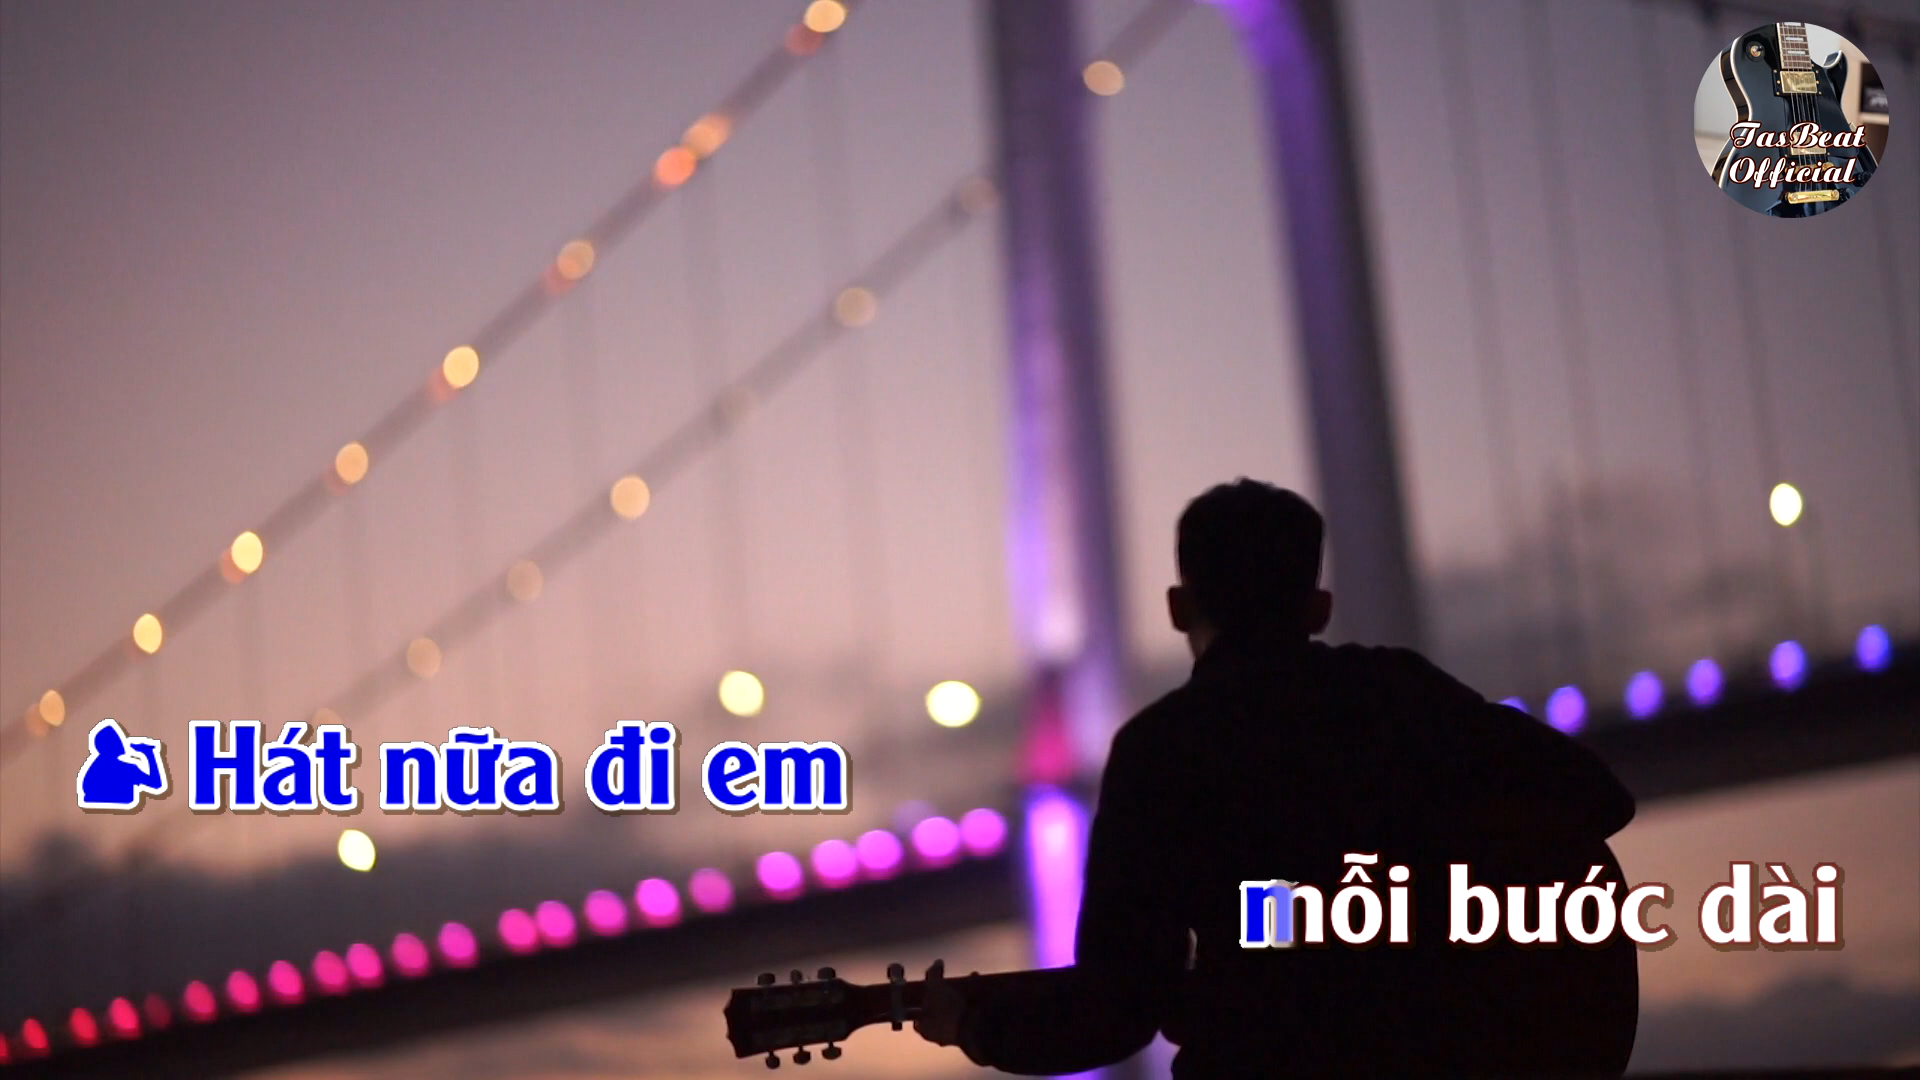 TasBeat
Official
Hát nữa đi em
mỗi bước dài